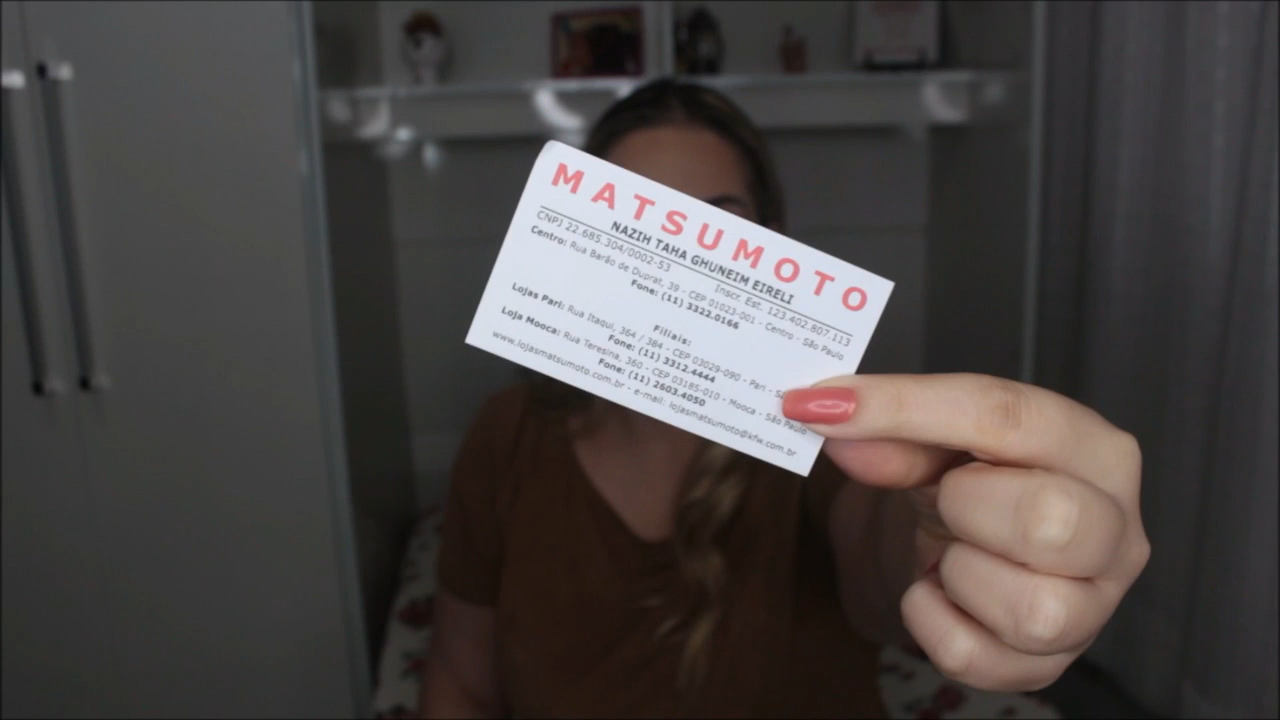 MATSUMOTO
NAZIH TAHA GHUNEIM EIRELI
CNPJ 22.685.304/0002-53 Inscr. Est. 123.402.807.113
Centro: Rua Barão de Duprat, 39 - CEP 01023-001 - Centro - São Paulo
Fone: (11) 3322.0166
Filiais:
Lojas Pari: Rua Itaqui, 364 / 384 - CEP 03029-090 - Pari -
Fone: (11) 3312.4444
Loja Mooca: Rua Teresina, 360 - CEP 03185-010 - Mooca - São Paulo
Fone: (11) 2603.4050
www.lojasmatsumoto.com.br - e-mail: lojasmatsumoto@kfw.com.br